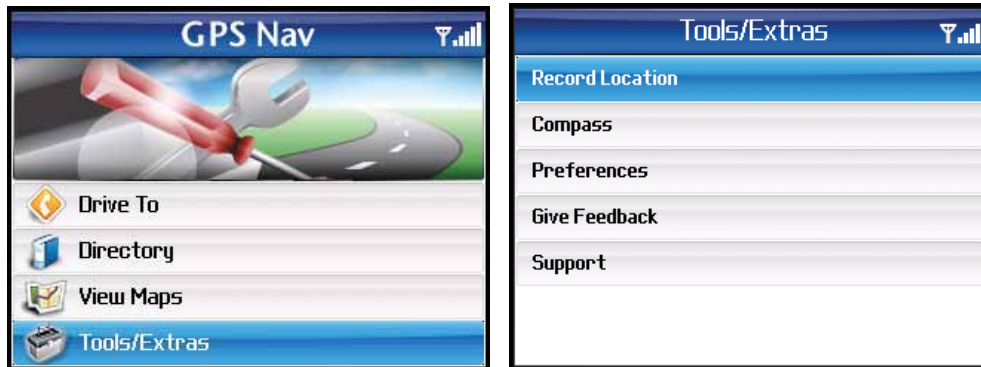 GPS Nav
Drive To
Directory
View Maps
Tools/Extras
Tools/Extras
Record Location
Compass
Preferences
Give Feedback
Support